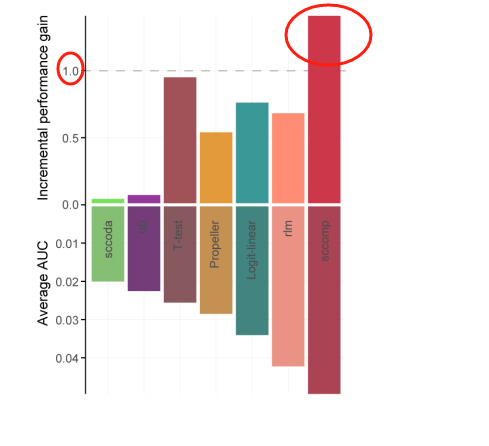 Incremental performance gain
1.0
0.5
0.0
Average AUC
0.01
0.02
0.03
0.04
sccoda
T-test
Propeller
Logit-linear
rlm
sccomp